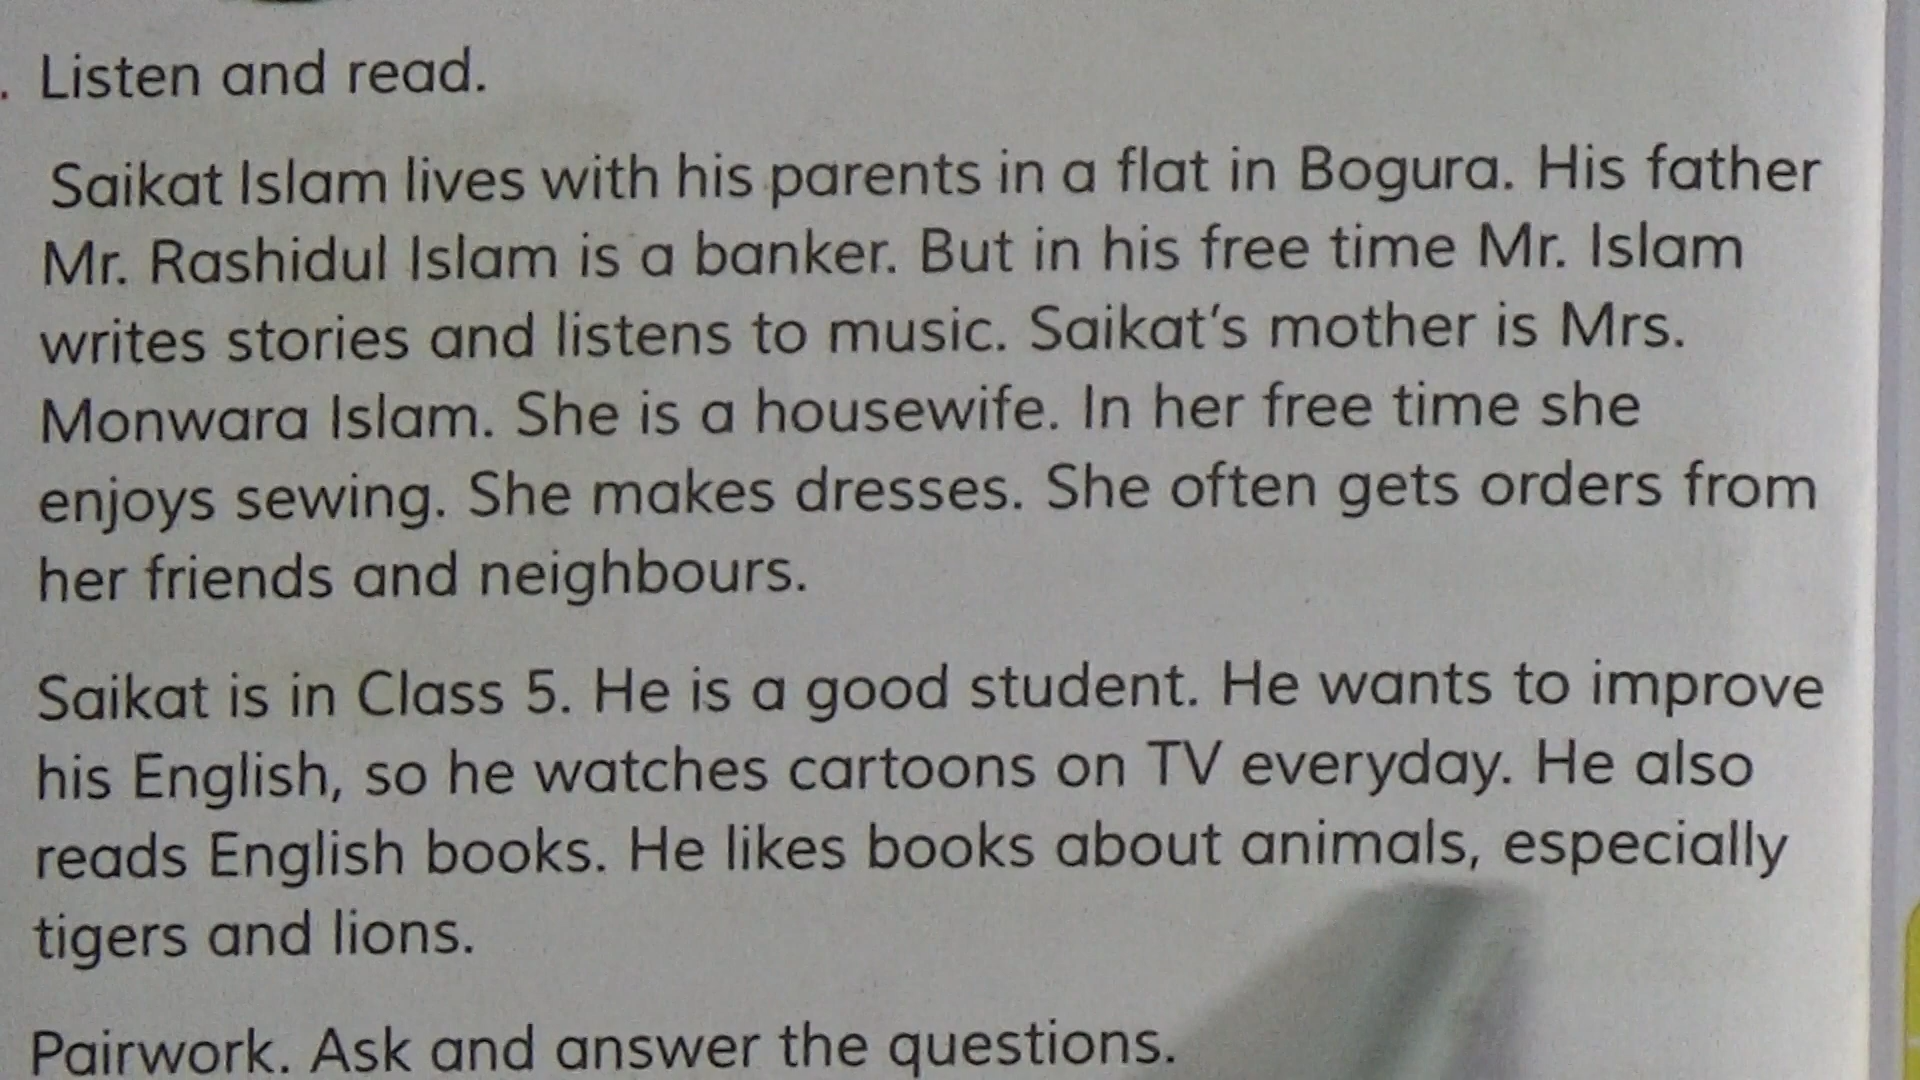 . Listen and read.
Saikat Islam lives with his parents in a flat in Bogura. His father
Mr. Rashidul Islam is a banker. But in his free time Mr. Islam
writes stories and listens to music. Saikat’s mother is Mrs.
Monwara Islam. She is a housewife. In her free time she
enjoys sewing. She makes dresses. She often gets orders from
her friends and neighbours.
Saikat is in Class 5. He is a good student. He wants to improve
his English, so he watches cartoons on TV everyday. He also
reads English books. He likes books about animals, especially
tigers and lions.
Pairwork. Ask and answer the questions.